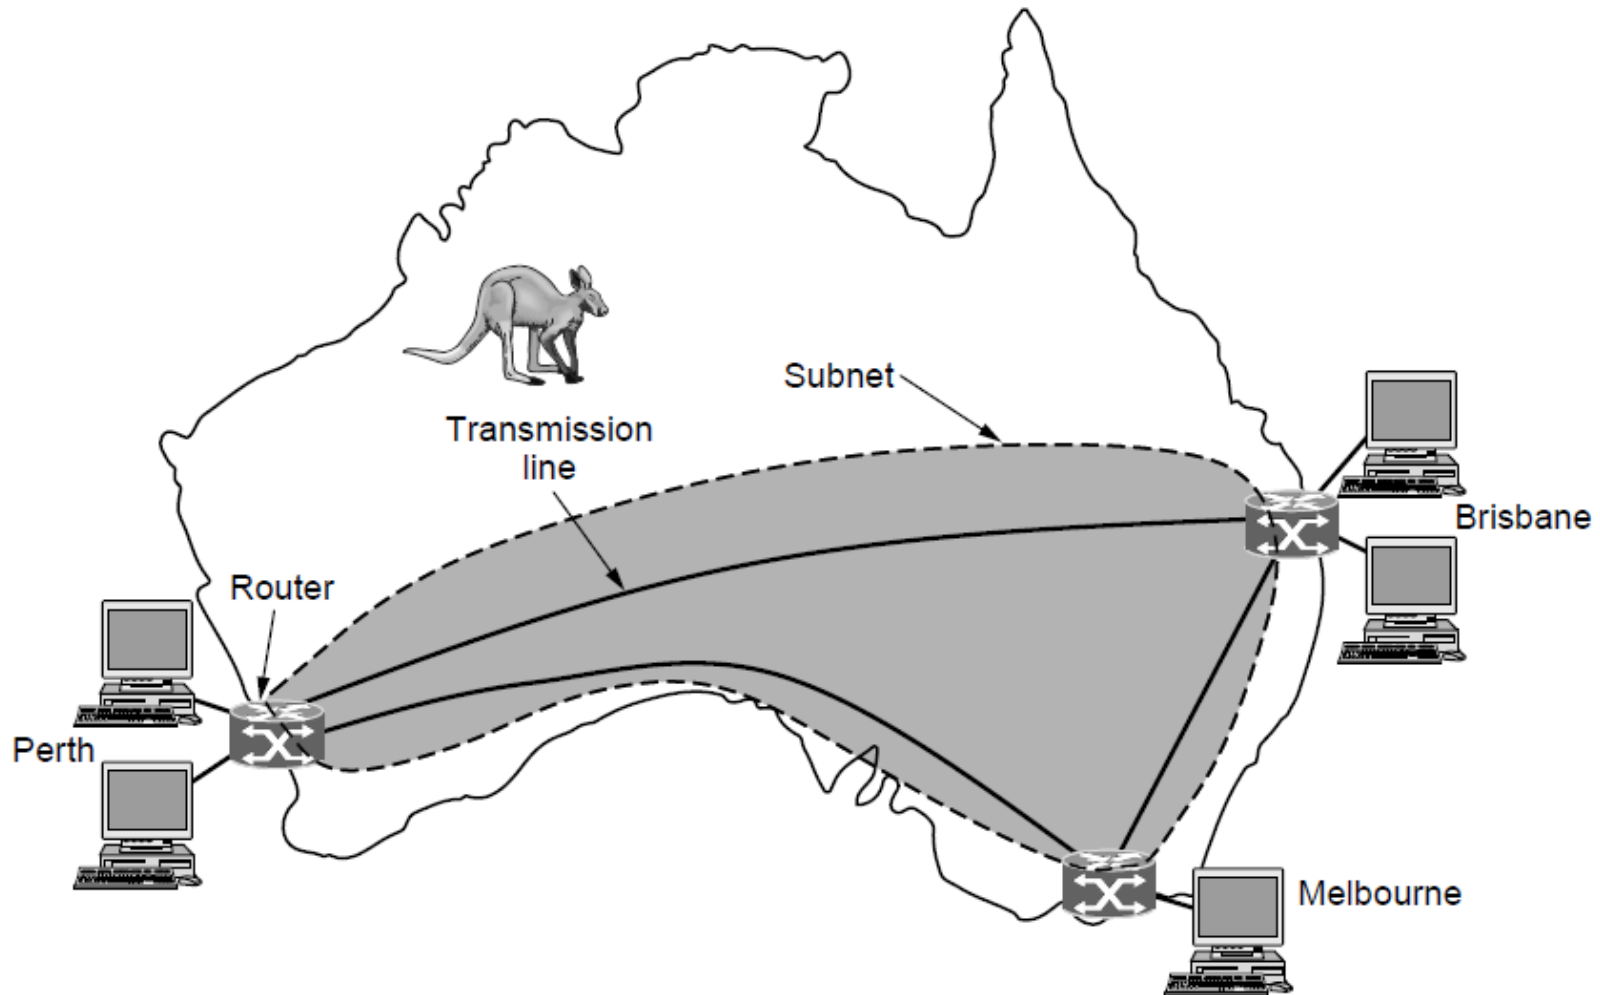 Subnet
Transmission
line
Brisbane
Router
Perth
Melbourne